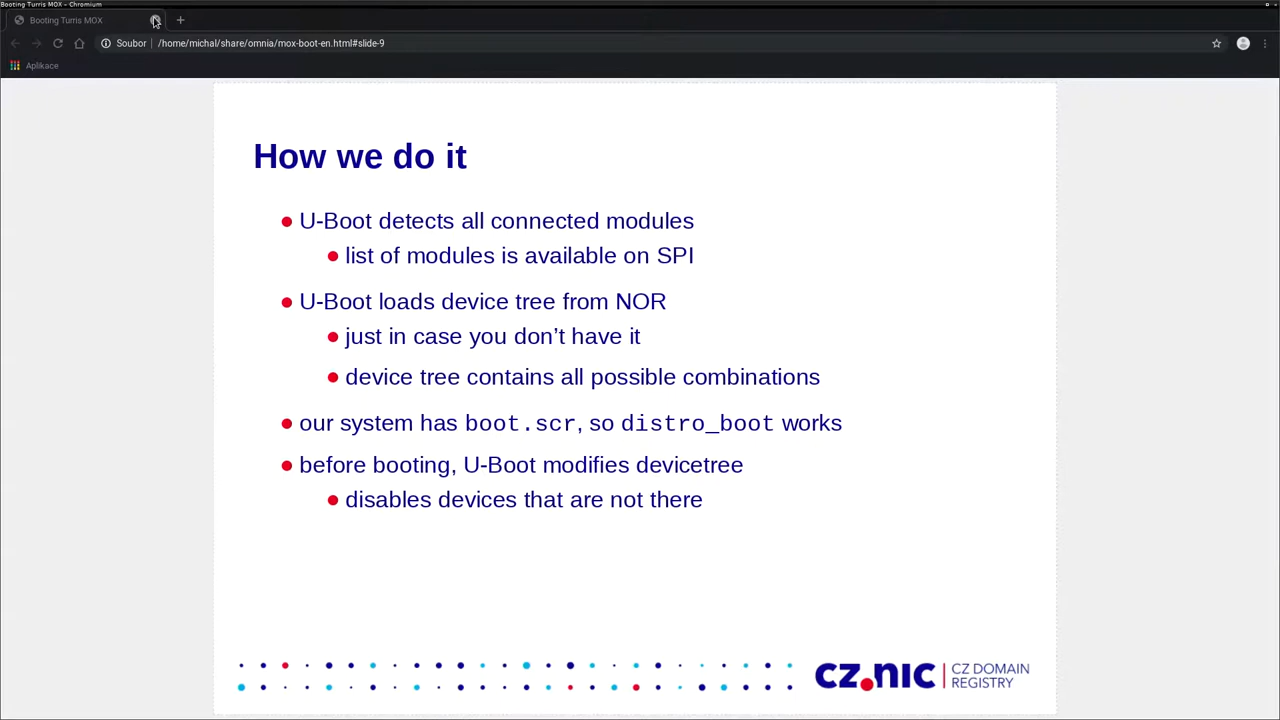 Booting Turris MOX - Chromium
Booting Turris MOX
Soubor
/home/michal/share/omnia/mox-boot-en.html#slide-9
Aplikace
How we do it
U-Boot detects all connected modules
list of modules is available on SPI
U-Boot loads device tree from NOR
just in case you don’t have it
device tree contains all possible combinations
our system has boot.scr, so distro_boot works
before booting, U-Boot modifies devicetree
disables devices that are not there
cz.nic
CZ DOMAIN
REGISTRY